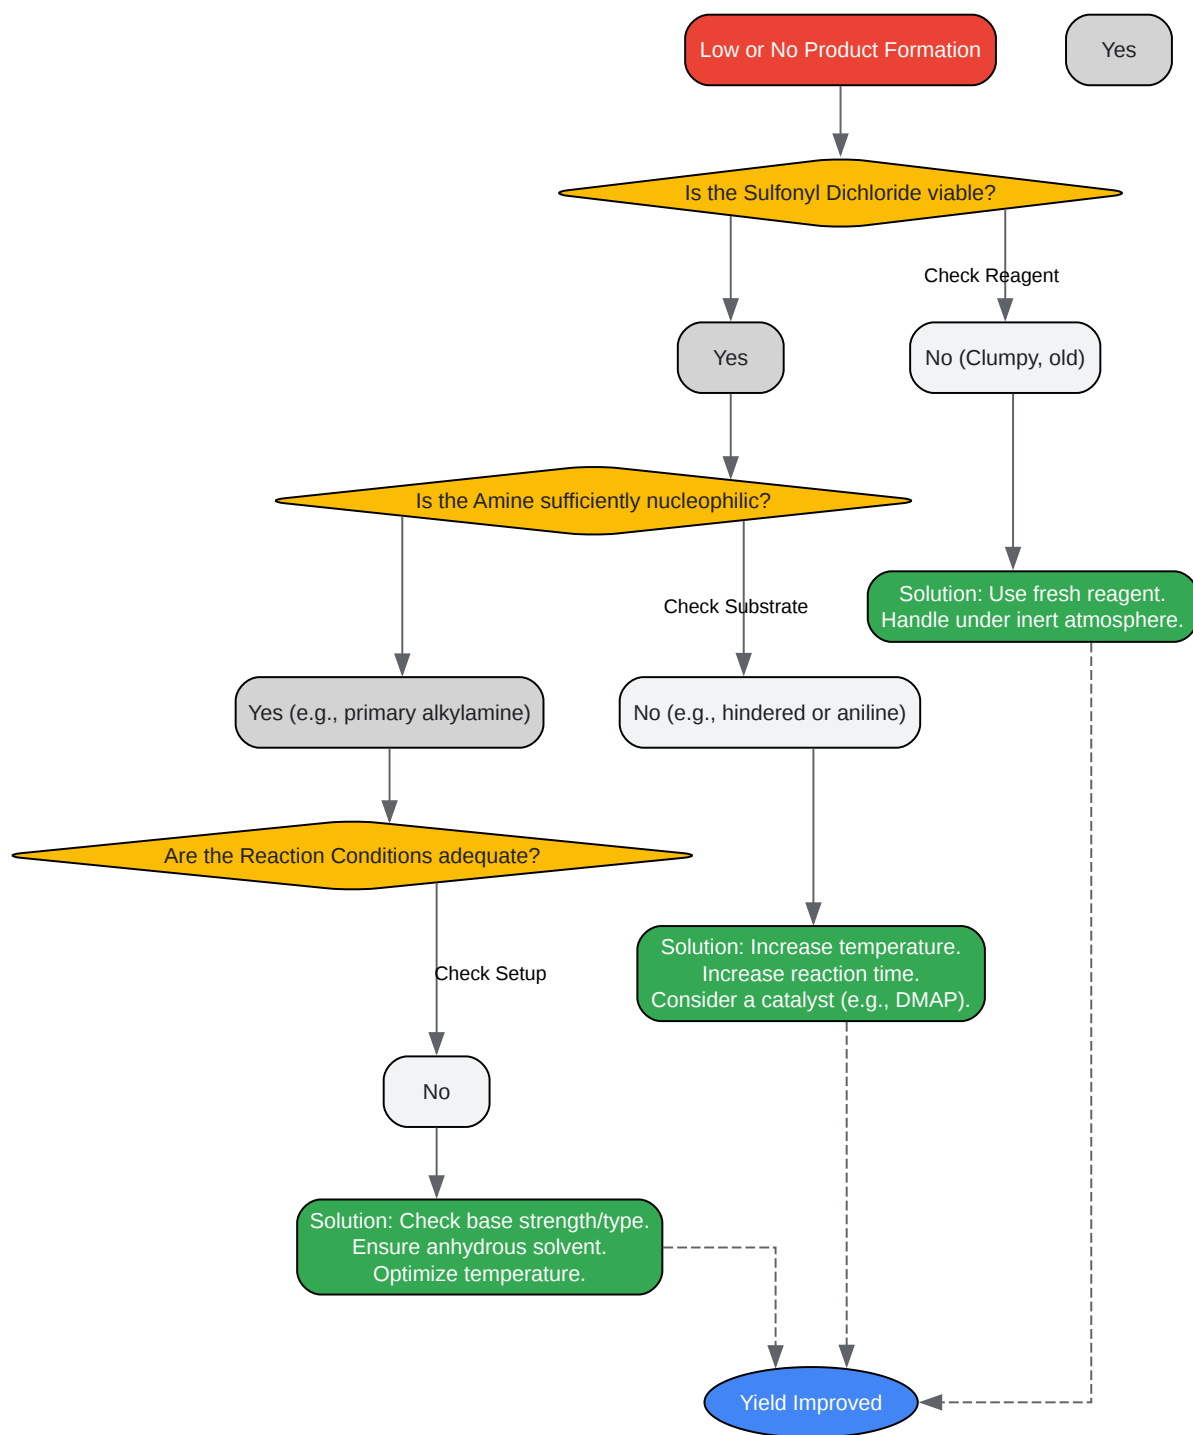 Low or No Product Formation
Yes
Is the Sulfonyl Dichloride viable?
Check Reagent
Yes
No (Clumpy, old)
Is the Amine sufficiently nucleophilic?
Solution: Use fresh reagent.
Handle under inert atmosphere.
Check Substrate
Yes (e.g., primary alkylamine)
No (e.g., hindered or aniline)
Are the Reaction Conditions adequate?
Solution: Increase temperature.
Increase reaction time.
Consider a catalyst (e.g., DMAP).
Check Setup
No
Solution: Check base strength/type.
Ensure anhydrous solvent.
Optimize temperature.
Yield Improved